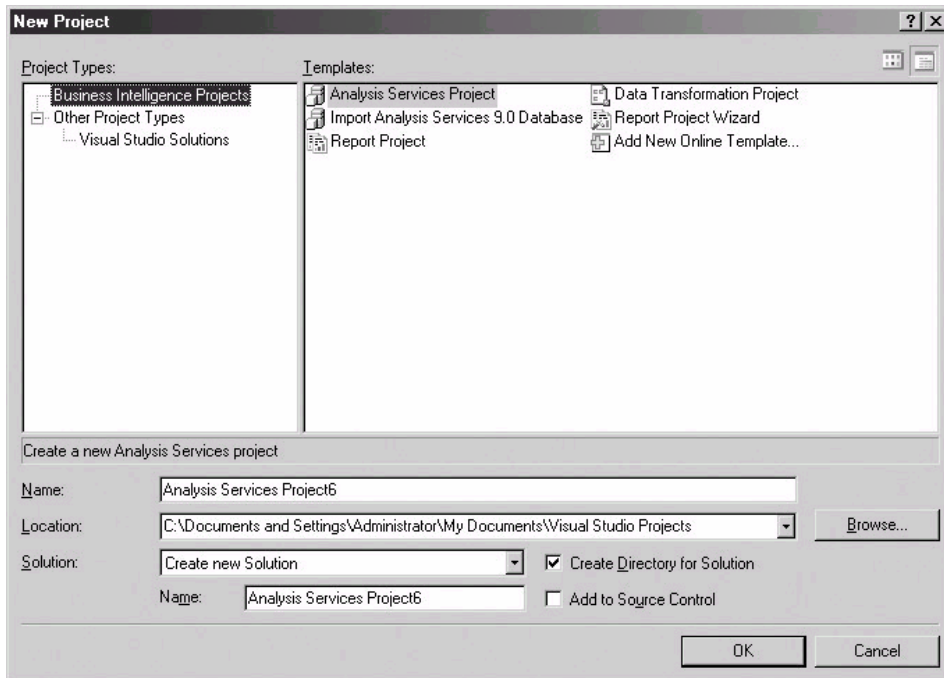 New Project
Project Types:
Templates:
Business Intelligence Projects
Other Project Types
Visual Studio Solutions
Analysis Services Project
Import Analysis Services 9.0 Database
Report Project
Data Transformation Project
Report Project Wizard
Add New Online Template...
Create a new Analysis Services project
Name:
Analysis Services Project6
Location:
C:\Documents and Settings\Administrator\My Documents\Visual Studio Projects
Browse...
Solution:
Create new Solution
Create Directory for Solution
Name:
Analysis Services Project6
Add to Source Control
OK
Cancel